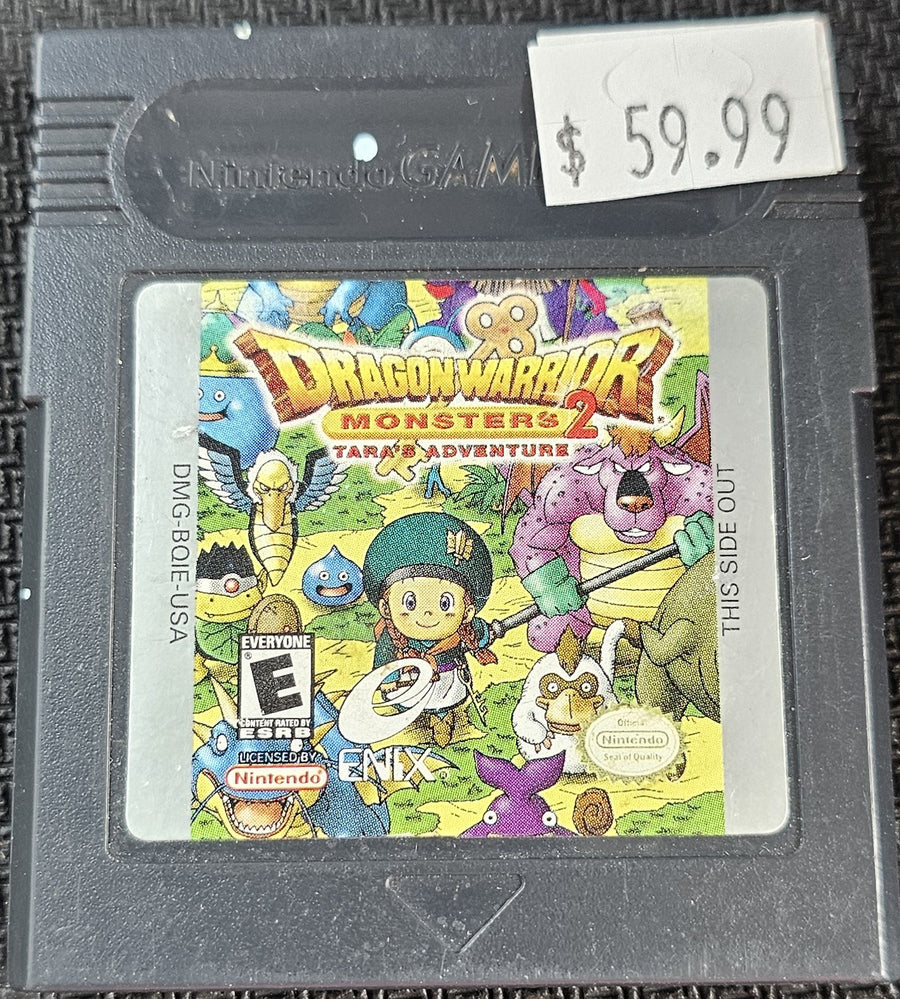 $ 59.99
Nintendo GAM
DRAGON WARRIOR
MONSTERS 2
TARA'S ADVENTURE
DMG-BQIE-USA
THIS SIDE OUT
EVERYONE
E
CONTENT RATED BY
ESRB
LICENSED BY
Nintendo®
ENIX®
Official
Nintendo
Seal of Quality